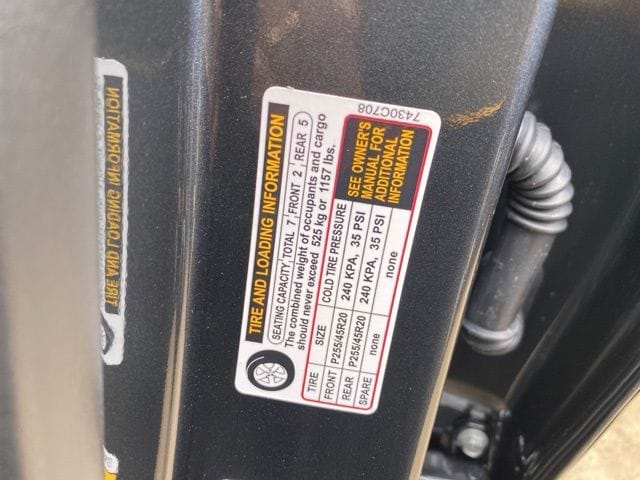 TIRE AND LOADING INFORMATION
SEATING CAPACITY, TOTAL 7 FRONT 2 REAR 5
The combined weight of occupants and cargo
should never exceed 525 kg or 1157 lbs.
TIRE SIZE COLD TIRE PRESSURE
FRONT P255/45R20 240 KPA, 35 PSI
REAR P255/45R20 240 KPA, 35 PSI
SPARE none none
SEE OWNER'S
MANUAL FOR
ADDITIONAL
INFORMATION
7430C708
TIRE AND LOADING INFORMATION